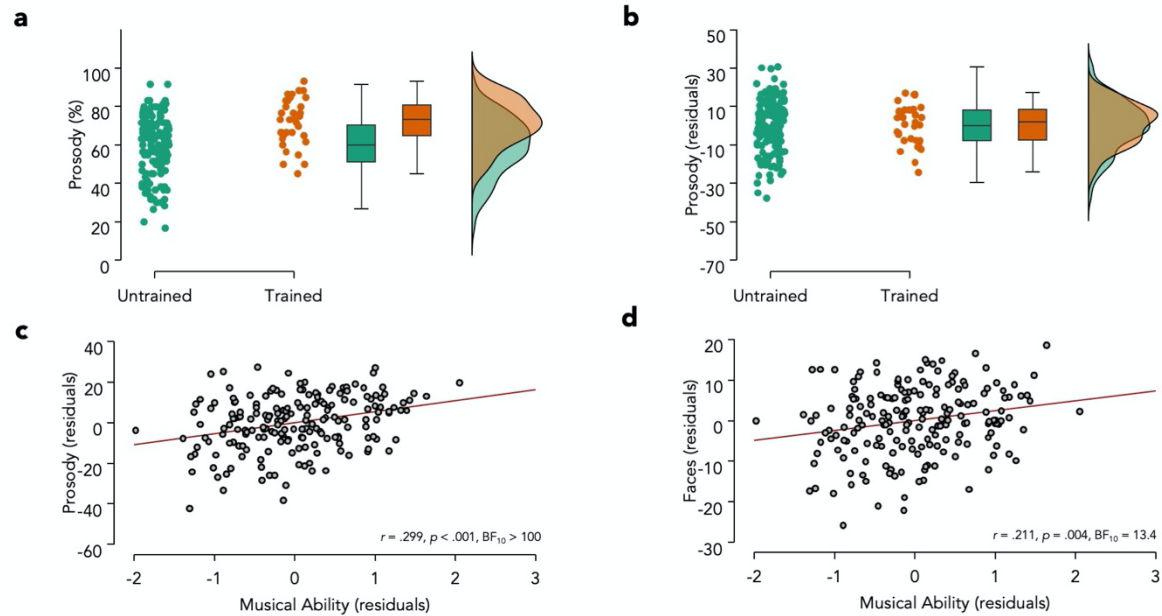 a
Prosody (%)
100
80
60
40
20
0
Untrained
Trained
b
Prosody (residuals)
50
30
10
-10
-30
-50
-70
Untrained
Trained
c
Prosody (residuals)
40
20
0
-20
-40
-60
r = .299, p < .001, BF₁₀ > 100
-2
-1
0
1
2
3
Musical Ability (residuals)
d
Faces (residuals)
20
10
0
-10
-20
-30
r = .211, p = .004, BF₁₀ = 13.4
-2
-1
0
1
2
3
Musical Ability (residuals)